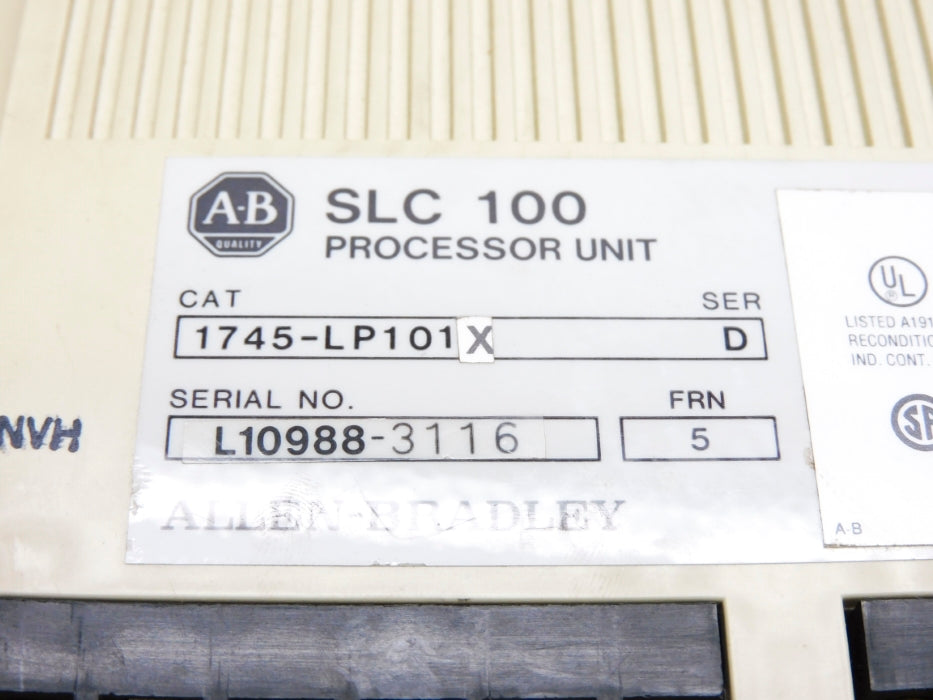 A-B
QUALITY
SLC 100
PROCESSOR UNIT
CAT SER
1745-LP101X D
SERIAL NO. FRN
L10988-3116 5
ALLEN-BRADLEY
NVH
UL
LISTED A191
RECONDITIO
IND. CONT.
A-B